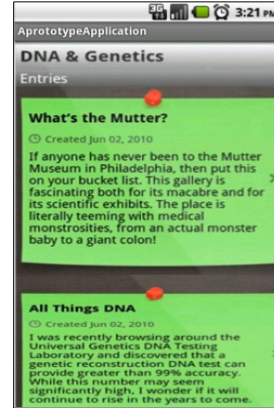 3:21 PM
AprototypeApplication
DNA & Genetics
Entries
What's the Mutter?
Created Jun 02, 2010
If anyone has never been to the Mutter
Museum in Philadelphia, then put this
on your bucket list. This gallery is
fascinating both for its macabre and for
its scientific exhibits. The place is
literally teeming with medical
monstrosities, from an actual monster
baby to a giant colon!
All Things DNA
Created Jun 02, 2010
I was recently browsing around the
Universal Genetics DNA Testing
Laboratory and discovered that a
genetic reconstruction DNA test can
provide greater than 99% accuracy.
While this number may seem
significantly high, I wonder if it will
continue to rise in the years to come.